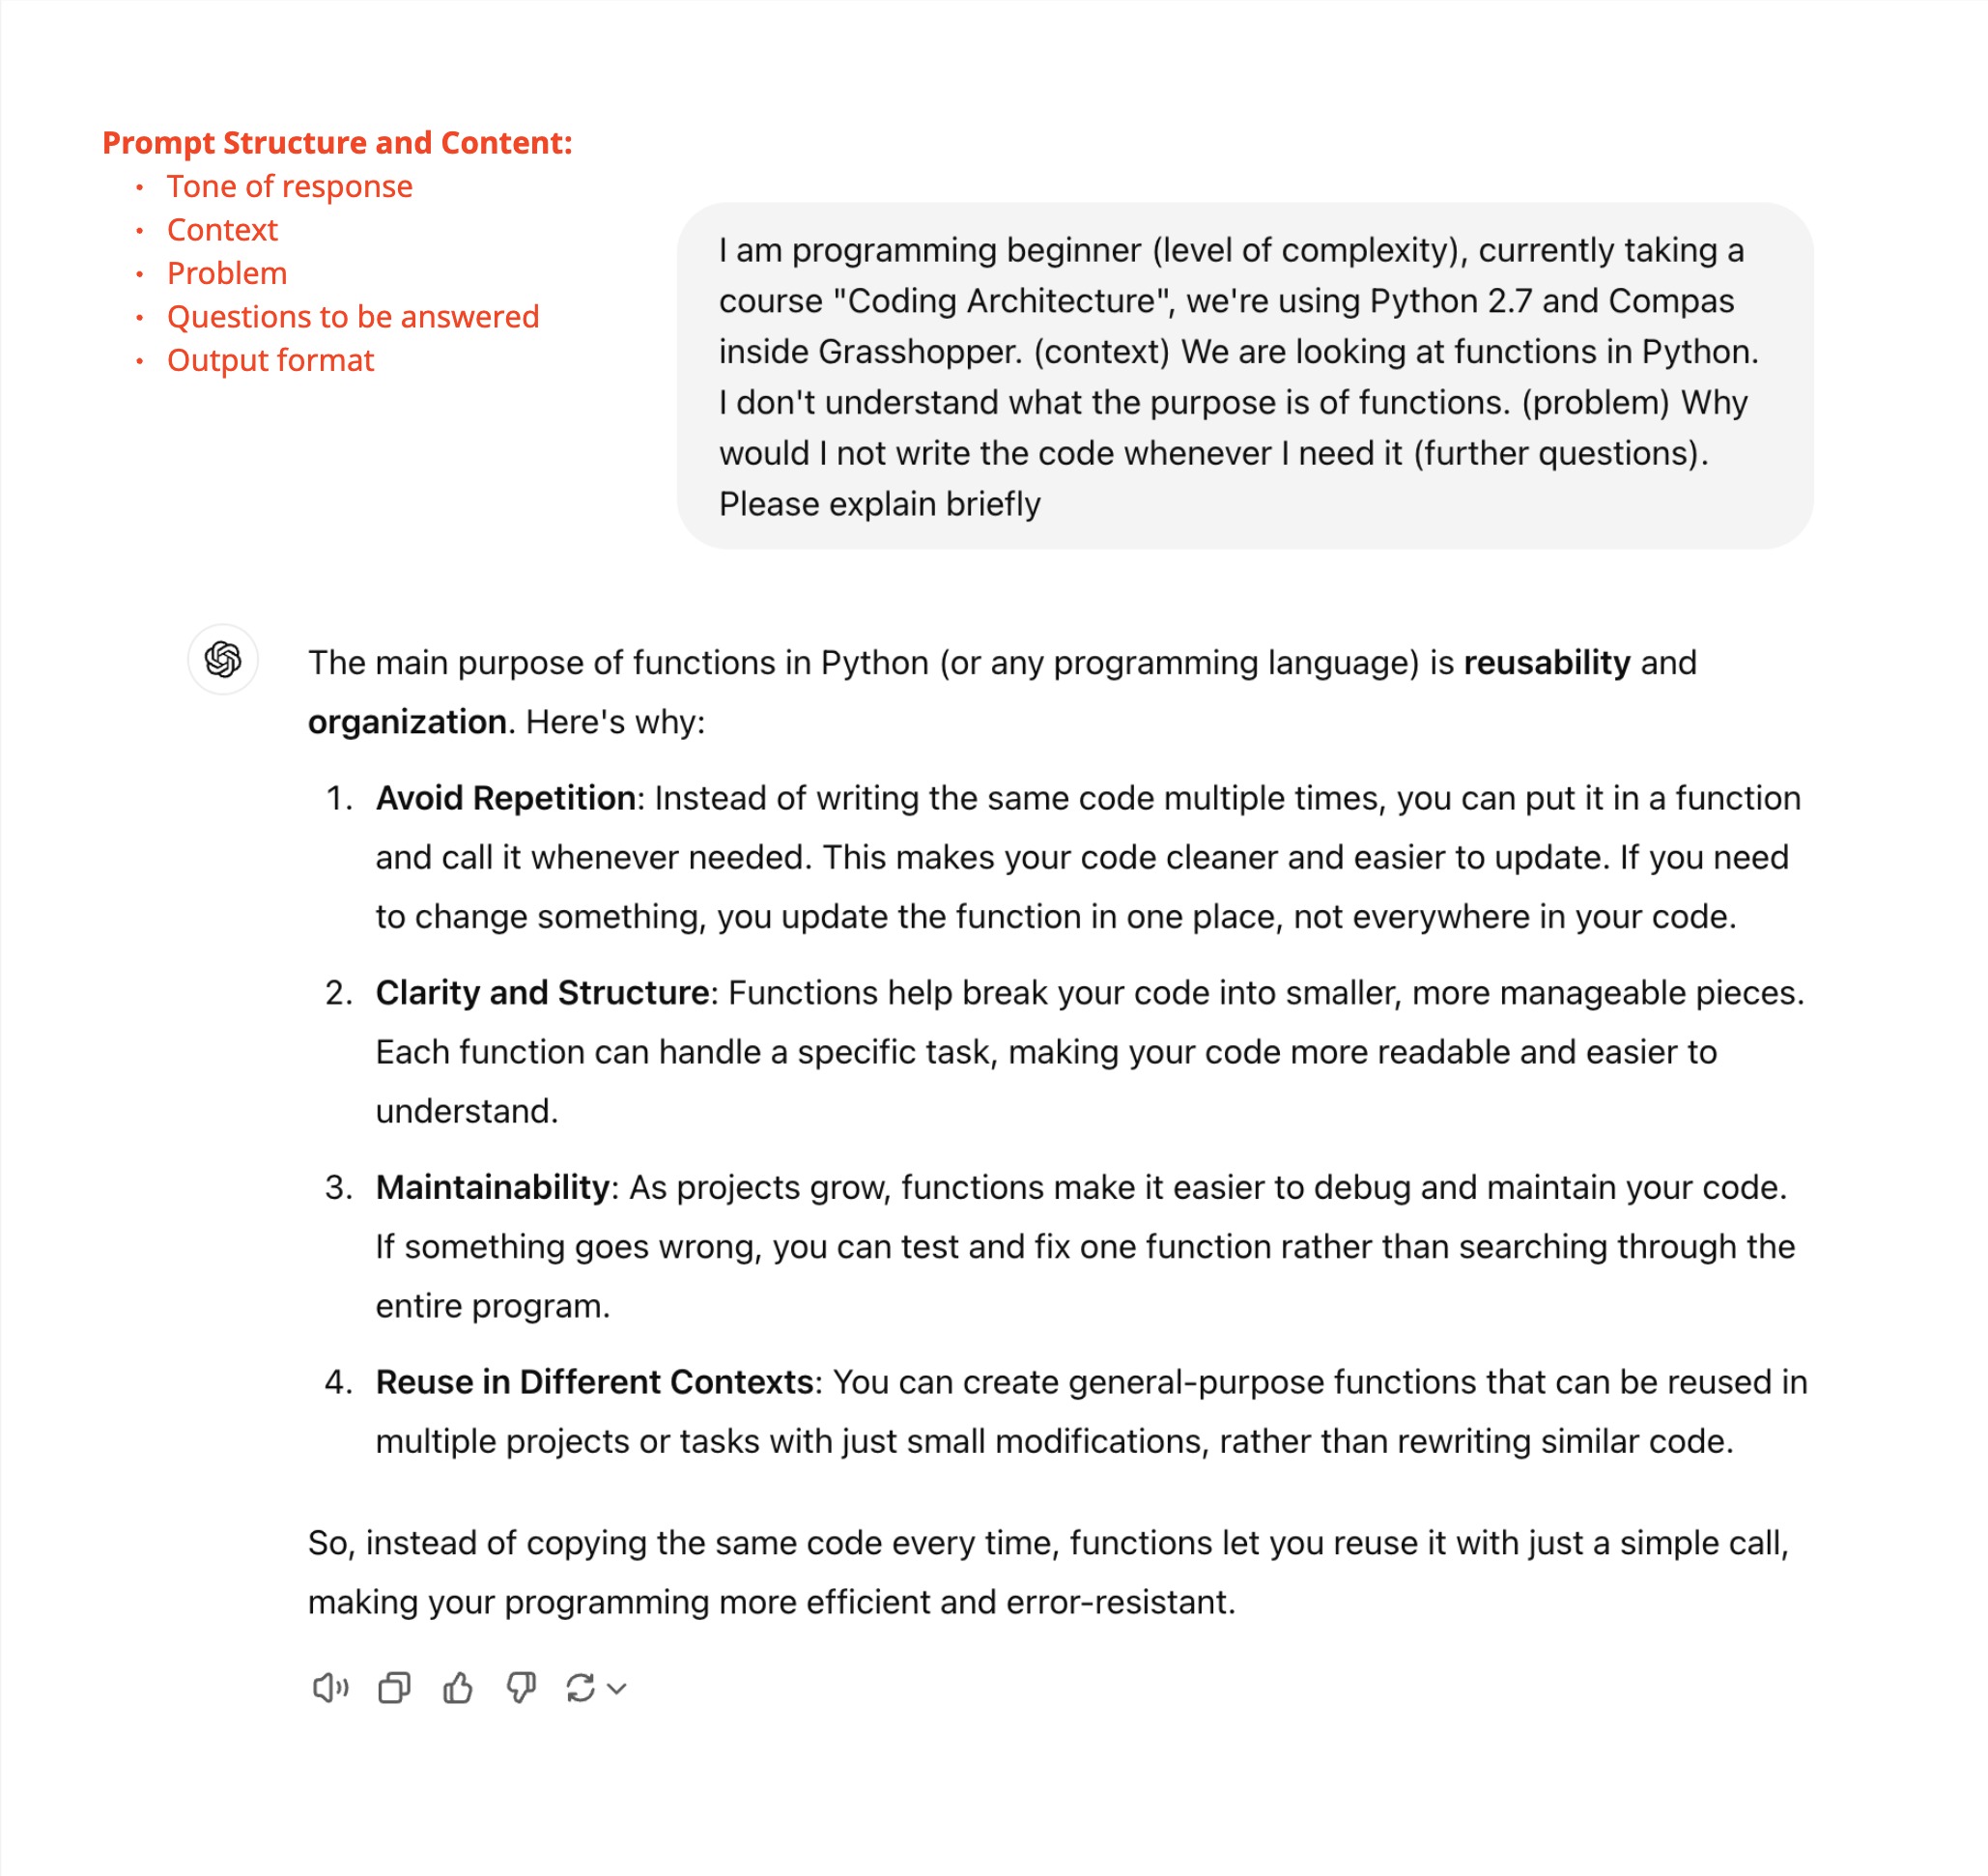 Prompt Structure and Content:
• Tone of response
• Context
• Problem
• Questions to be answered
• Output format
I am programming beginner (level of complexity), currently taking a
course "Coding Architecture", we're using Python 2.7 and Compas
inside Grasshopper. (context) We are looking at functions in Python.
I don't understand what the purpose is of functions. (problem) Why
would I not write the code whenever I need it (further questions).
Please explain briefly
The main purpose of functions in Python (or any programming language) is reusability and
organization. Here's why:
1. Avoid Repetition: Instead of writing the same code multiple times, you can put it in a function
and call it whenever needed. This makes your code cleaner and easier to update. If you need
to change something, you update the function in one place, not everywhere in your code.
2. Clarity and Structure: Functions help break your code into smaller, more manageable pieces.
Each function can handle a specific task, making your code more readable and easier to
understand.
3. Maintainability: As projects grow, functions make it easier to debug and maintain your code.
If something goes wrong, you can test and fix one function rather than searching through the
entire program.
4. Reuse in Different Contexts: You can create general-purpose functions that can be reused in
multiple projects or tasks with just small modifications, rather than rewriting similar code.
So, instead of copying the same code every time, functions let you reuse it with just a simple call,
making your programming more efficient and error-resistant.